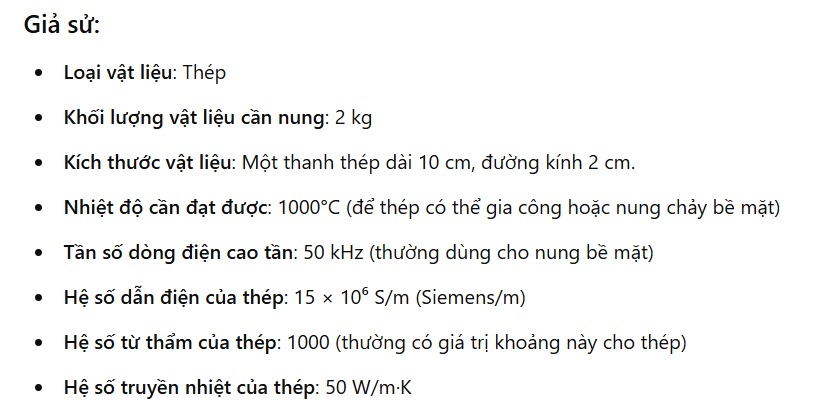 Giả sử:
• Loại vật liệu: Thép
• Khối lượng vật liệu cần nung: 2 kg
• Kích thước vật liệu: Một thanh thép dài 10 cm, đường kính 2 cm.
• Nhiệt độ cần đạt được: 1000°C (để thép có thể gia công hoặc nung chảy bề mặt)
• Tần số dòng điện cao tần: 50 kHz (thường dùng cho nung bề mặt)
• Hệ số dẫn điện của thép: 15 × 10⁶ S/m (Siemens/m)
• Hệ số từ thẩm của thép: 1000 (thường có giá trị khoảng này cho thép)
• Hệ số truyền nhiệt của thép: 50 W/m·K